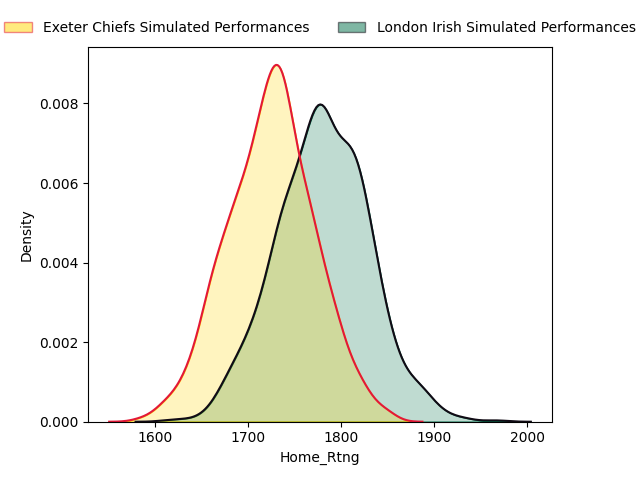 Exeter Chiefs Simulated Performances
London Irish Simulated Performances
0.008
0.006
0.004
0.002
0.000
Density
1600 1700 1800 1900 2000
Home_Rtng